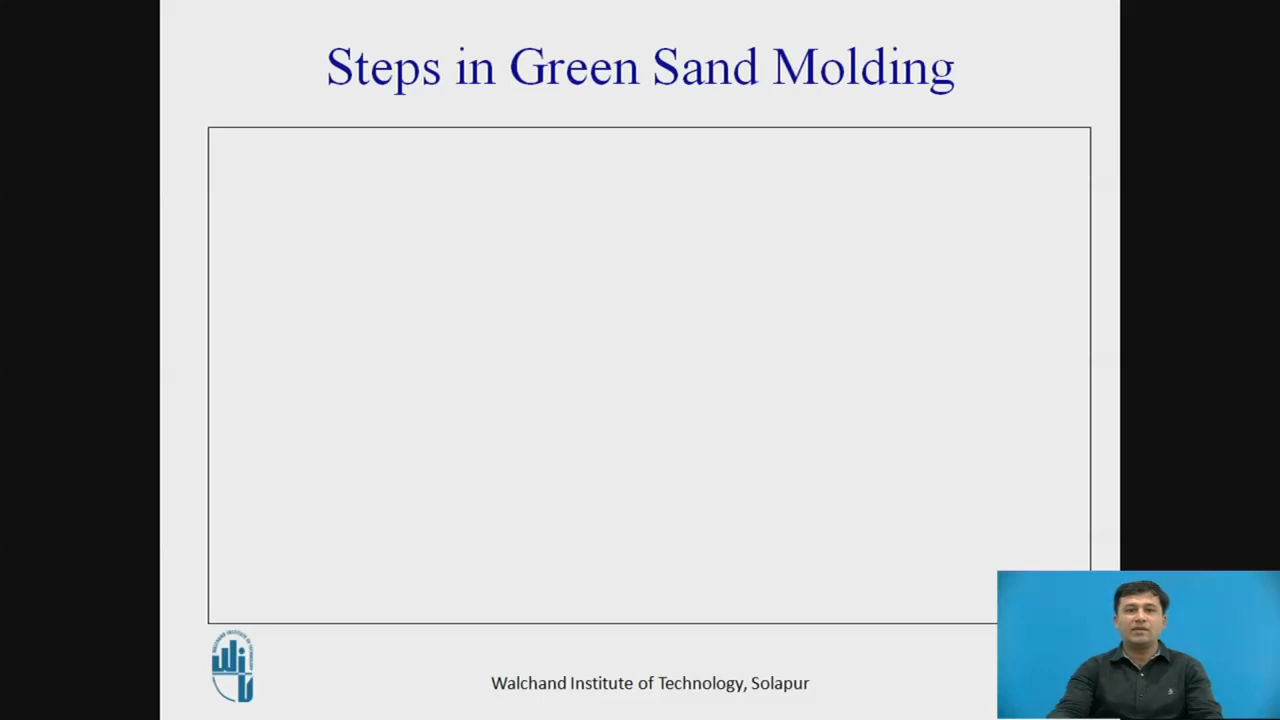 Steps in Green Sand Molding
Walchand Institute of Technology, Solapur